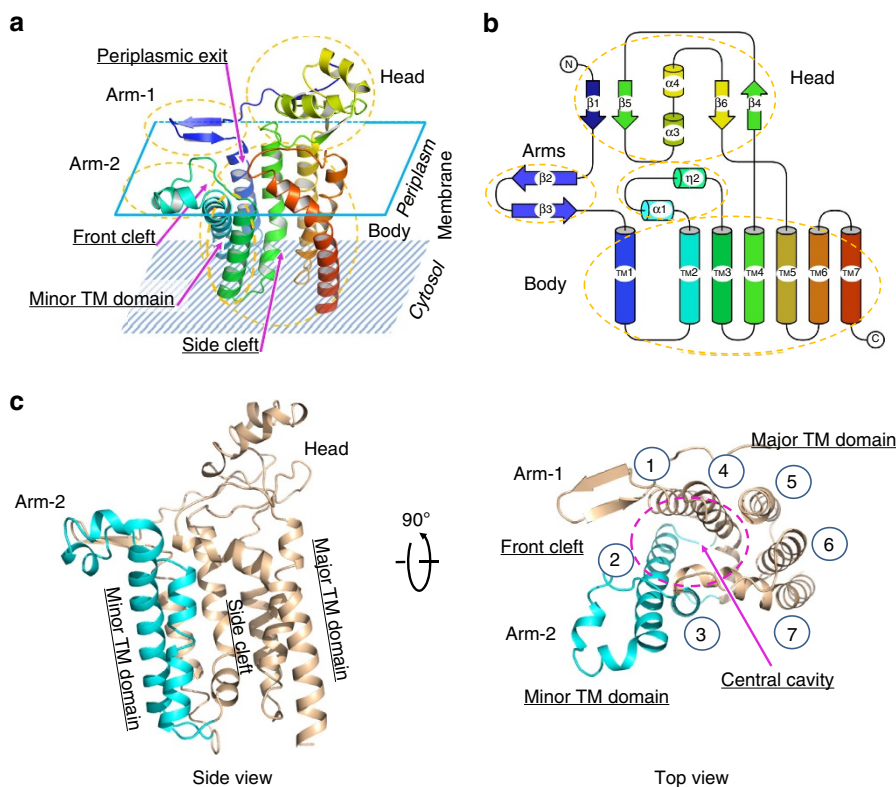 a
Periplasmic exit
Head
Arm-1
Arm-2
Periplasm
Membrane
Front cleft
Body
Cytosol
Minor TM domain
Side cleft
b
N
Head
α4
β1
β5
β6
β4
α3
Arms
β2
η2
β3
α1
Body
TM1
TM2
TM3
TM4
TM5
TM6
TM7
C
c
Head
Arm-2
Minor TM domain
Side cleft
Major TM domain
Side view
90°
Major TM domain
Arm-1
1
4
5
Front cleft
6
2
Arm-2
3
7
Central cavity
Minor TM domain
Top view